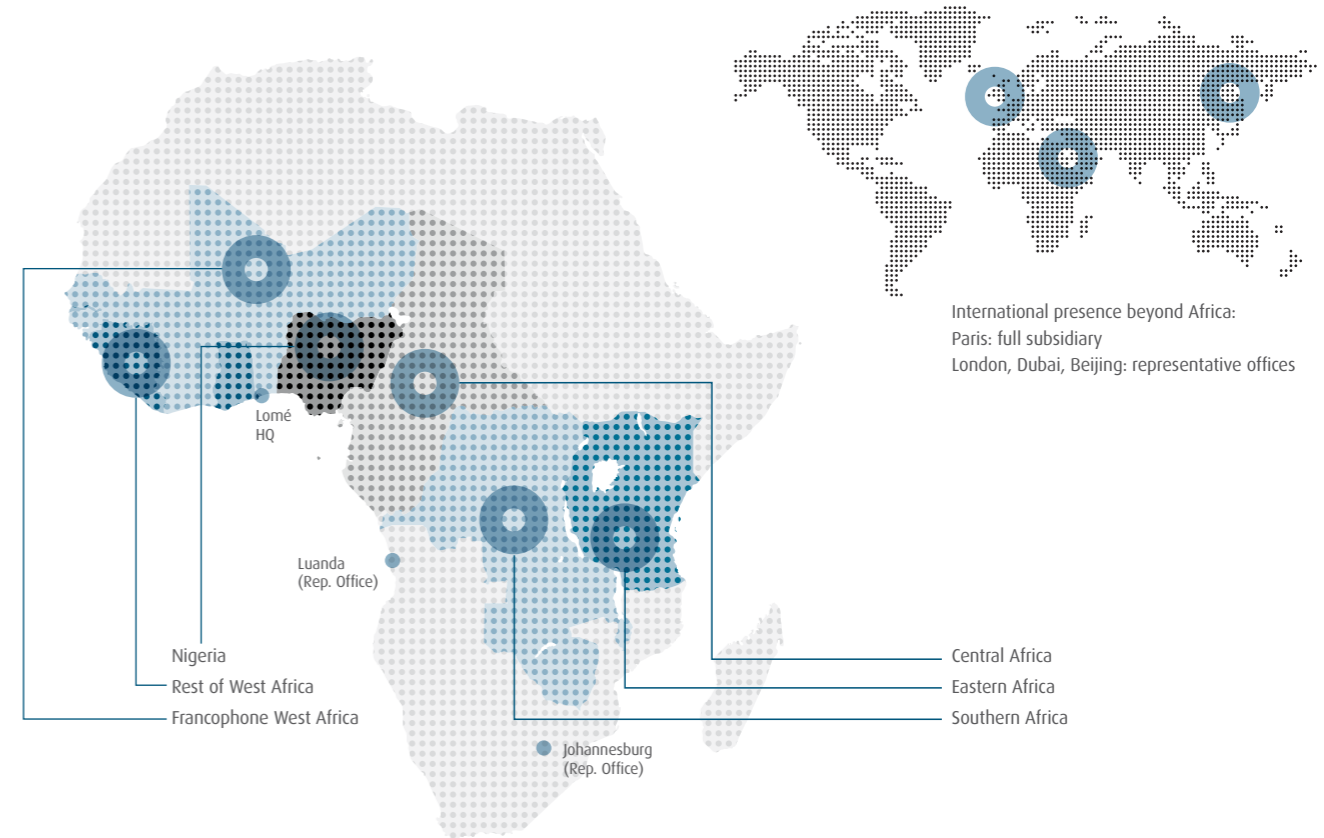 International presence beyond Africa:
Paris: full subsidiary
London, Dubai, Beijing: representative offices
Lomé
HQ
Luanda
(Rep. Office)
Nigeria
Rest of West Africa
Francophone West Africa
Central Africa
Eastern Africa
Southern Africa
Johannesburg
(Rep. Office)